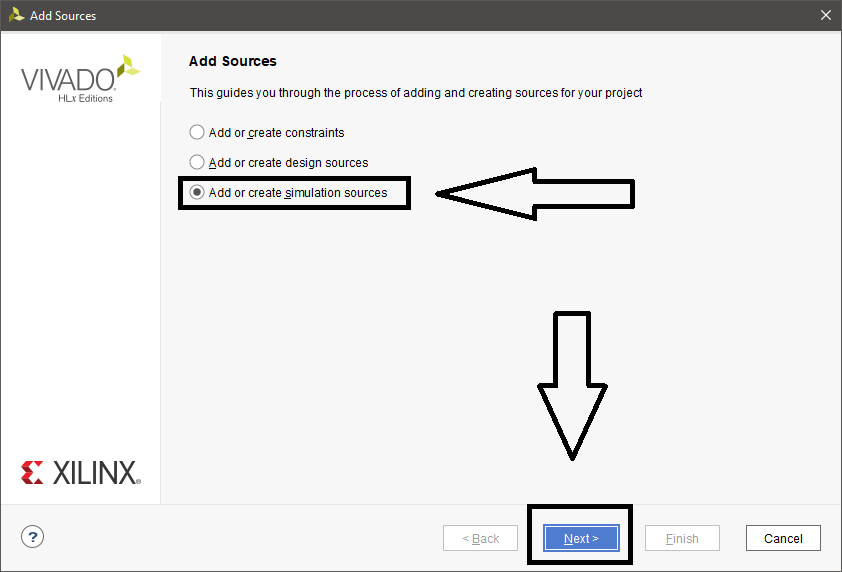 Add Sources
VIVADO
HLx Editions
Add Sources
This guides you through the process of adding and creating sources for your project
Add or create constraints
Add or create design sources
Add or create simulation sources
XILINX
?
< Back
Next >
Finish
Cancel